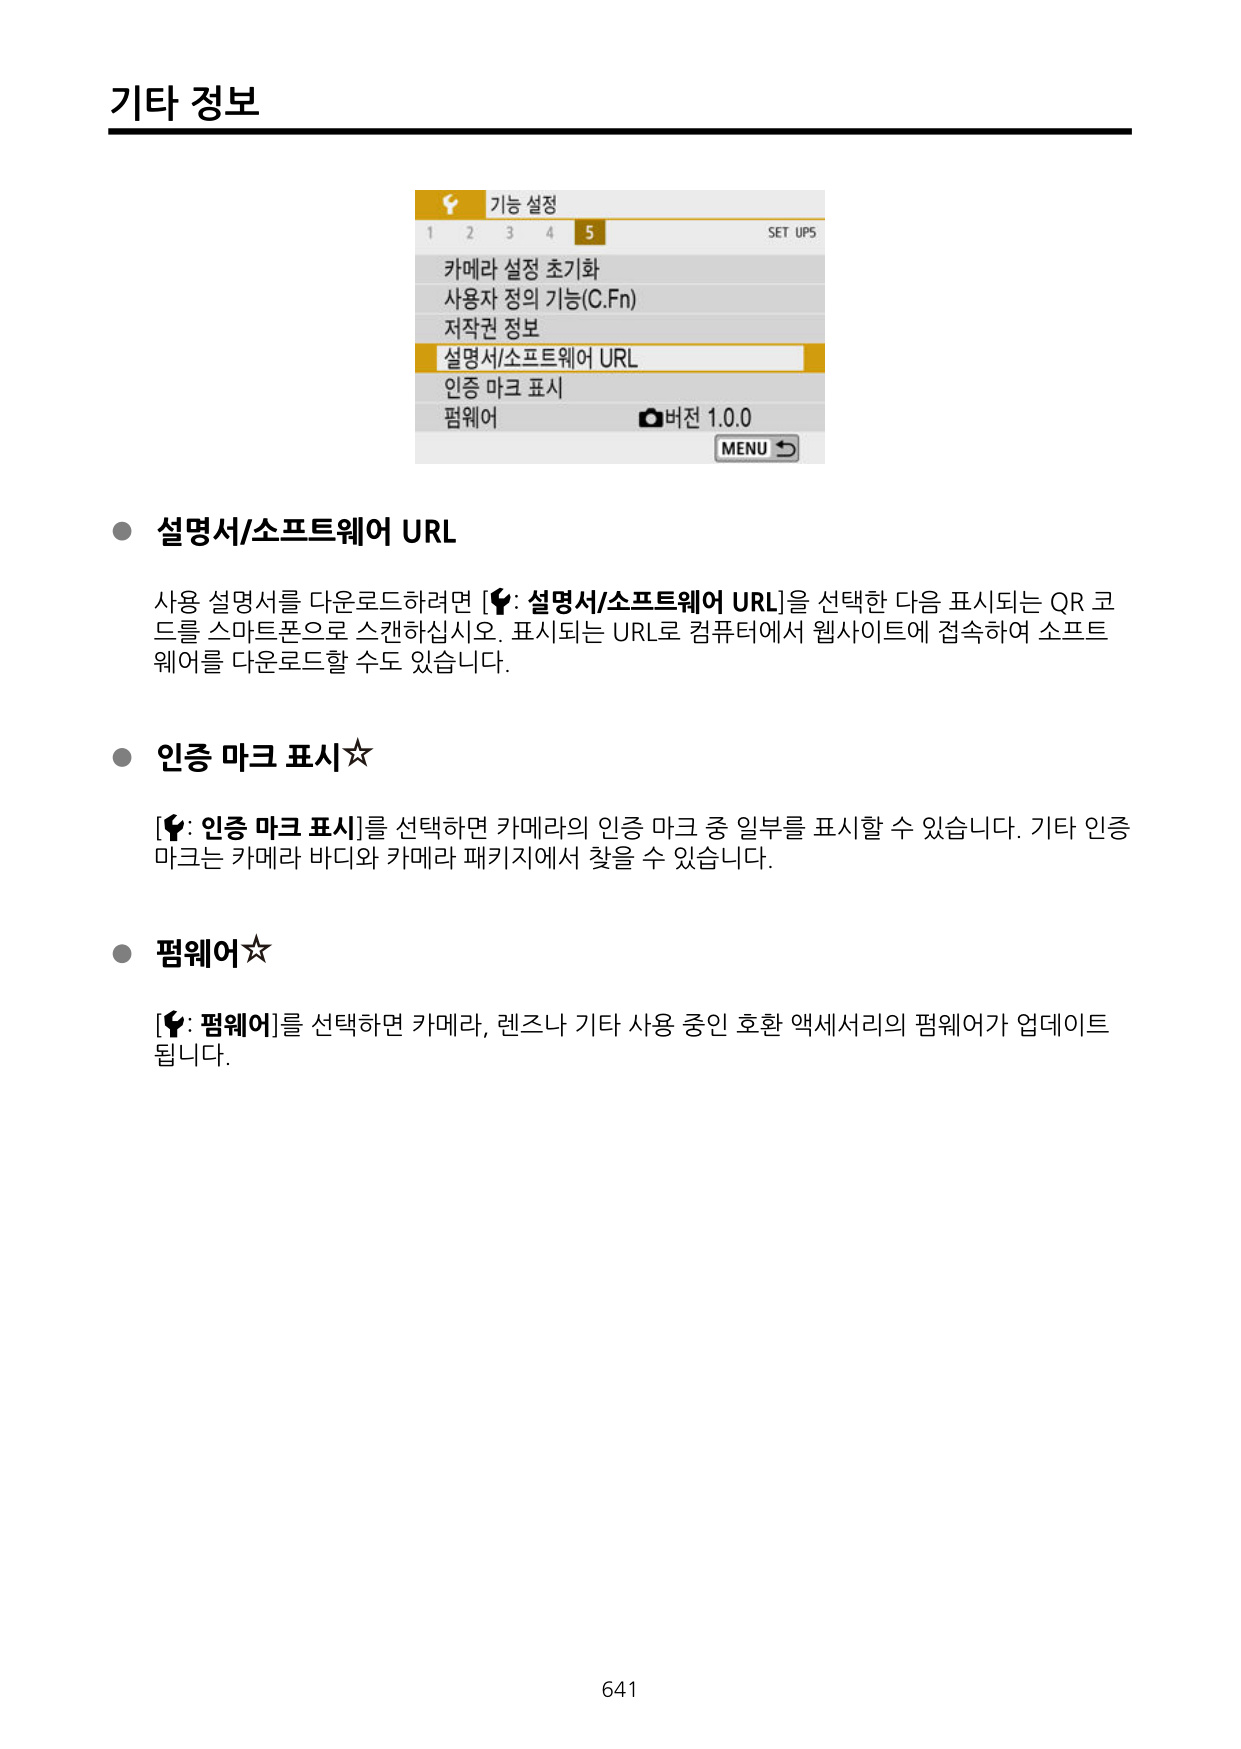 기타 정보
기능 설정
1 2 3 4 5 SET UP5
카메라 설정 초기화
사용자 정의 기능(C.Fn)
저작권 정보
설명서/소프트웨어 URL
인증 마크 표시
펌웨어 버전 1.0.0
MENU
● 설명서/소프트웨어 URL
사용 설명서를 다운로드하려면 [: 설명서/소프트웨어 URL]을 선택한 다음 표시되는 QR 코
드를 스마트폰으로 스캔하십시오. 표시되는 URL로 컴퓨터에서 웹사이트에 접속하여 소프트
웨어를 다운로드할 수도 있습니다.
● 인증 마크 표시☆
[: 인증 마크 표시]를 선택하면 카메라의 인증 마크 중 일부를 표시할 수 있습니다. 기타 인증
마크는 카메라 바디와 카메라 패키지에서 찾을 수 있습니다.
● 펌웨어☆
[: 펌웨어]를 선택하면 카메라, 렌즈나 기타 사용 중인 호환 액세서리의 펌웨어가 업데이트
됩니다.
641